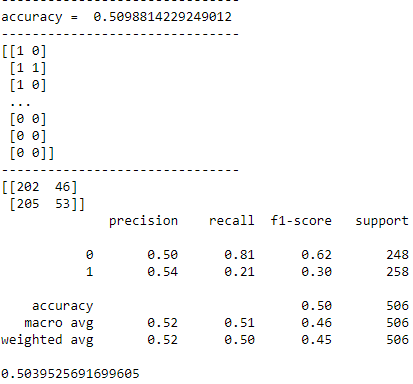 ------------------------------
accuracy =  0.5098814229249012
------------------------------
[[1 0]
 [1 1]
 [1 0]
 ...
 [0 0]
 [0 0]
 [0 0]]
------------------------------
[[202  46]
 [205  53]]
              precision    recall  f1-score   support
           0       0.50      0.81      0.62       248
           1       0.54      0.21      0.30       258
    accuracy                           0.50       506
   macro avg       0.52      0.51      0.46       506
weighted avg       0.52      0.50      0.45       506
0.5039525691699605